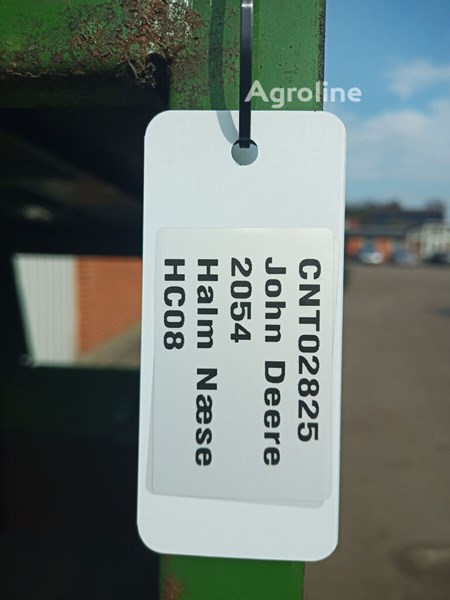 Agroline
CNT02825
John Deere
2054
Halm Næse
HC08